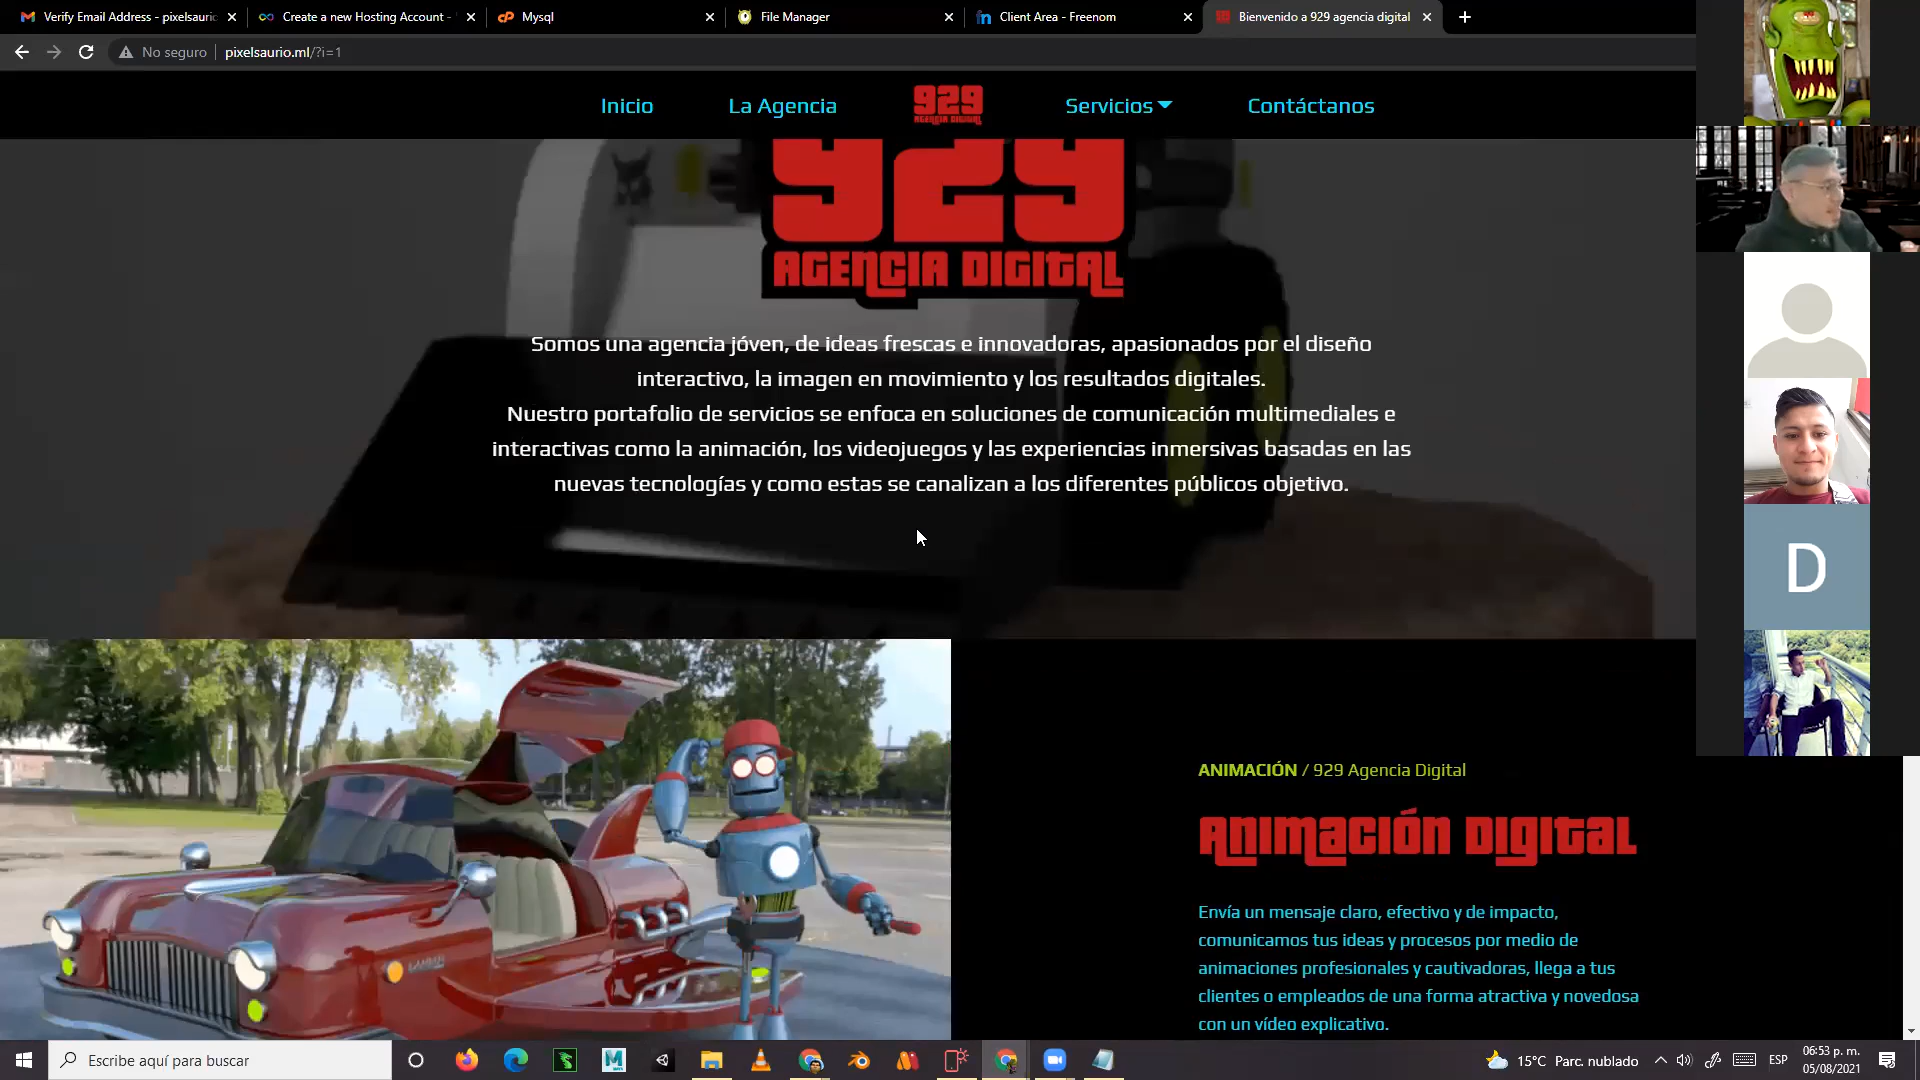 Verify Email Address - pixelsaurio
Create a new Hosting Account -
Mysql
File Manager
Client Area - Freenom
Bienvenido a 929 agencia digital
No seguro
pixelsaurio.ml/?i=1
Inicio
La Agencia
929
AGENCIA DIGITAL
Servicios
Contáctanos
929
AGENCIA DIGITAL
Somos una agencia jóven, de ideas frescas e innovadoras, apasionados por el diseño
interactivo, la imagen en movimiento y los resultados digitales.
Nuestro portafolio de servicios se enfoca en soluciones de comunicación multimediales e
interactivas como la animación, los videojuegos y las experiencias inmersivas basadas en las
nuevas tecnologías y como estas se canalizan a los diferentes públicos objetivo.
D
ANIMACIÓN / 929 Agencia Digital
Animación Digital
Envía un mensaje claro, efectivo y de impacto,
comunicamos tus ideas y procesos por medio de
animaciones profesionales y cautivadoras, llega a tus
clientes o empleados de una forma atractiva y novedosa
con un vídeo explicativo.
Escribe aquí para buscar
15°C Parc. nublado
ESP
06:53 p. m.
05/08/2021